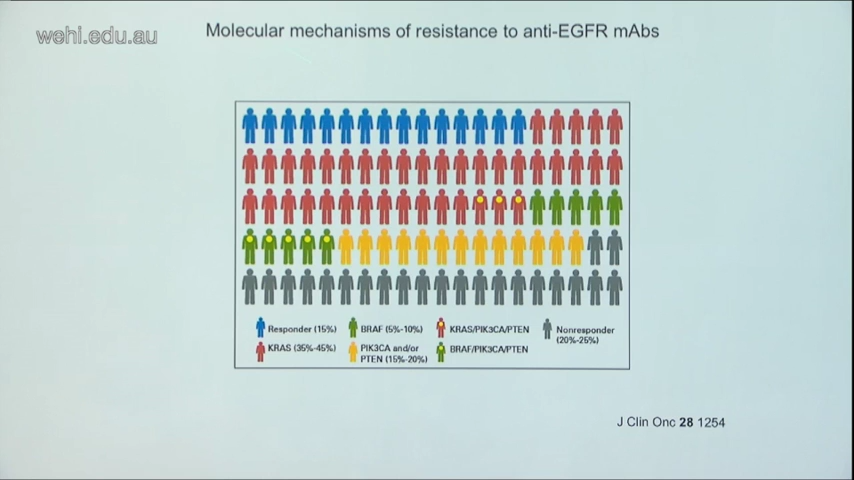 wehi.edu.au
Molecular mechanisms of resistance to anti-EGFR mAbs
Responder (15%)
BRAF (5%-10%)
KRAS/PIK3CA/PTEN
Nonresponder
(20%-25%)
KRAS (35%-45%)
PIK3CA and/or
PTEN (15%-20%)
BRAF/PIK3CA/PTEN
J Clin Onc 28 1254